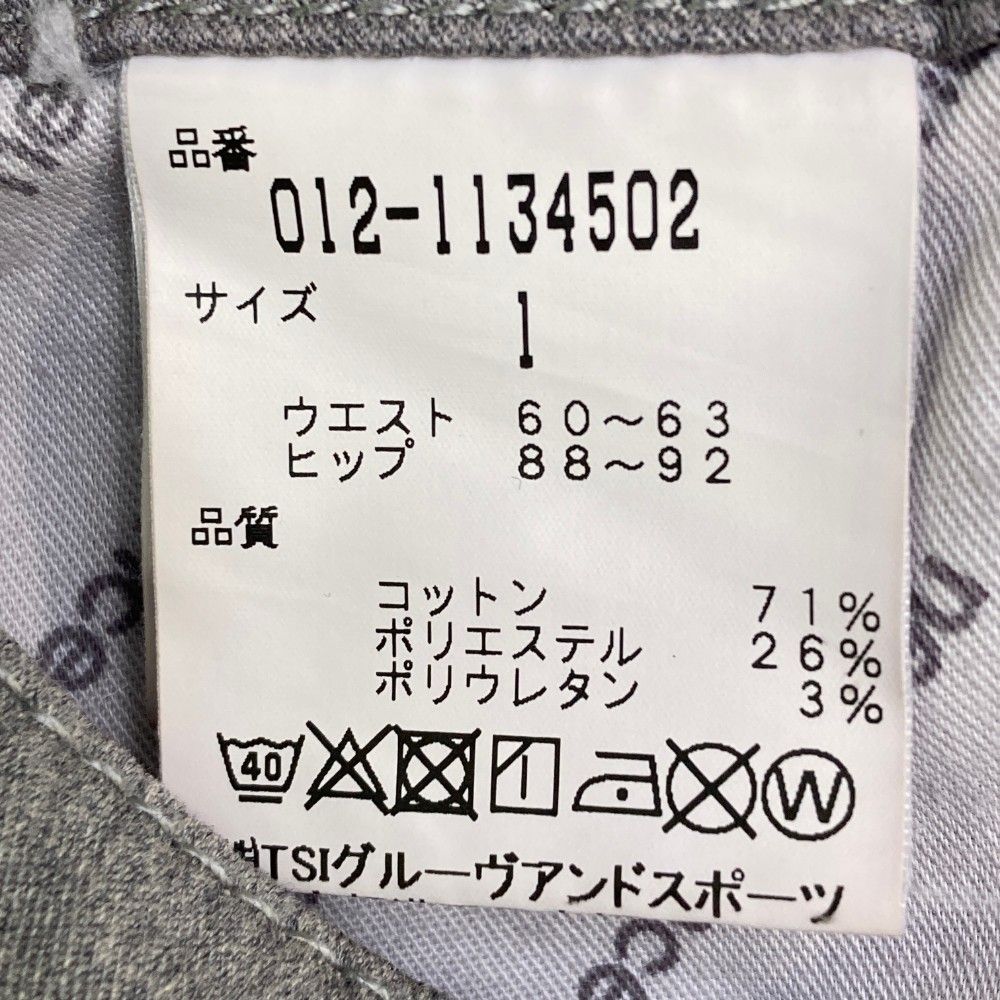 品番
012-1134502
サイズ 1
ウエスト 60～63
ヒップ 88～92
品質
コットン 71%
ポリエステル 26%
ポリウレタン 3%
40 W
TSIグルーヴアンドスポーツ